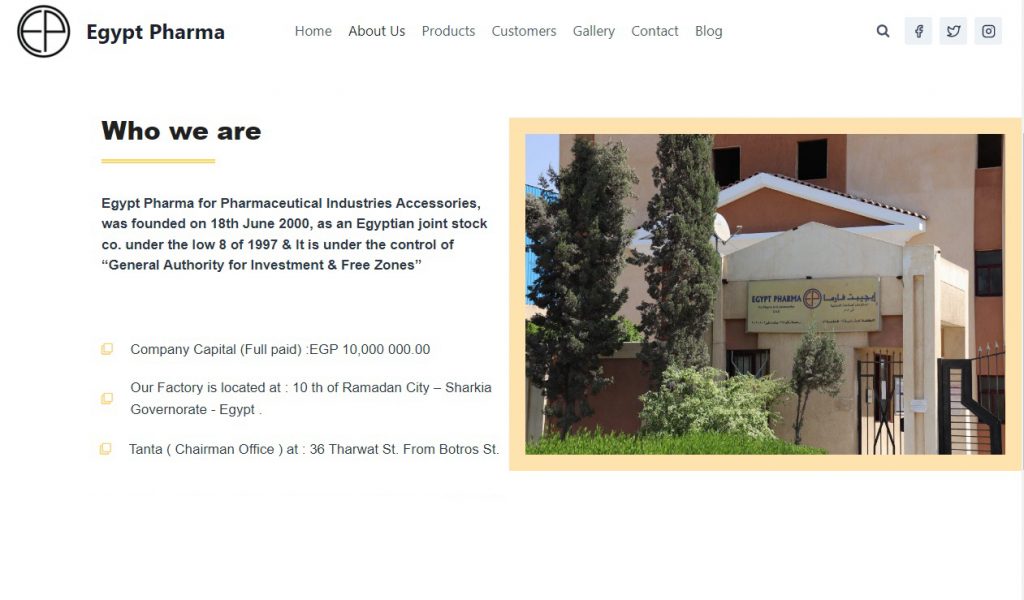 Egypt Pharma
Home About Us Products Customers Gallery Contact Blog
Who we are
Egypt Pharma for Pharmaceutical Industries Accessories,
was founded on 18th June 2000, as an Egyptian joint stock
co. under the low 8 of 1997 & It is under the control of
“General Authority for Investment & Free Zones”
Company Capital (Full paid) :EGP 10,000 000.00
Our Factory is located at : 10 th of Ramadan City – Sharkia
Governorate - Egypt .
Tanta ( Chairman Office ) at : 36 Tharwat St. From Botros St.
EGYPT PHARMA إيجيبت فارما